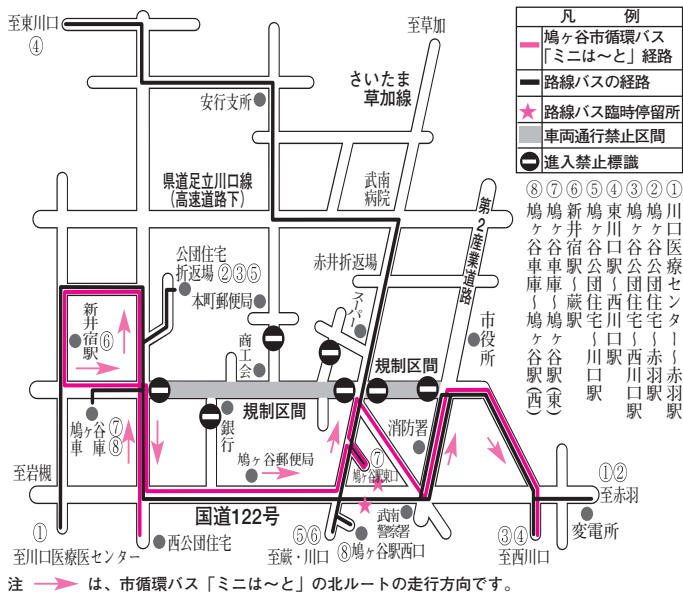 至東川口
④
至草加
凡　例
鳩ヶ谷市循環バス
「ミニは～と」経路
路線バスの経路
路線バス臨時停留所
車両通行禁止区間
進入禁止標識
①川口医療センター～赤羽駅
②鳩ヶ谷公団住宅～赤羽駅
③鳩ヶ谷公団住宅～西川口駅
④東川口駅～西川口駅
⑤鳩ヶ谷公団住宅～川口駅
⑥新井宿駅～蕨駅
⑦鳩ヶ谷車庫～鳩ヶ谷駅(東)
⑧鳩ヶ谷車庫～鳩ヶ谷駅(西)
さいたま
草加線
安行支所
県道足立川口線
(高速道路下)
武南
病院
第2産業道路
公団住宅
折返場②③⑤
本町郵便局
赤井折返場
スーパー
新井宿駅
⑥
商工会
市役所
規制区間
規制区間
鳩ヶ谷
車庫
⑦
⑧
銀行
鳩ヶ谷郵便局
消防署
⑦
鳩ヶ谷駅東口
至岩槻
①②
至赤羽
国道122号
武南
警察署
変電所
①
至川口医療医センター
西公団住宅
⑤⑥
至蕨・川口
⑧鳩ヶ谷駅西口
③④
至西川口
注　は、市循環バス「ミニは～と」の北ルートの走行方向です。